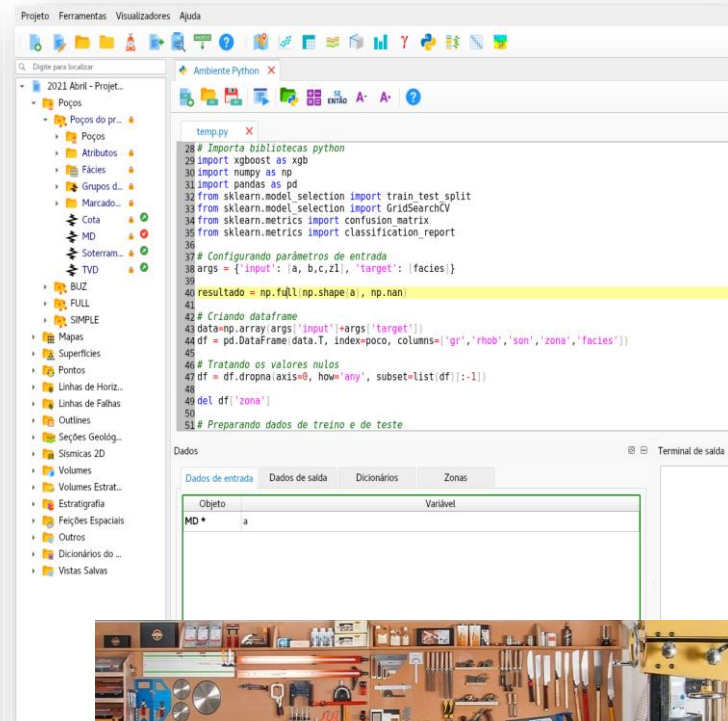 Projeto Ferramentas Visualizadores Ajuda
Digite para localizar
2021 Abril - Projet...
Poços
Poços do pr...
Poços
Atributos
Fácies
Grupos d...
Marcado...
Cota
MD
Soterram...
TVD
BUZ
FULL
SIMPLE
Mapas
Superfícies
Pontos
Linhas de Horiz...
Linhas de Falhas
Outlines
Seções Geológ...
Sísmicas 2D
Volumes
Volumes Estrat...
Estratigrafia
Feições Espaciais
Outros
Dicionários do ...
Vistas Salvas
Ambiente Python
SE
ENTÃO A- A+
temp.py
28 # Importa bibliotecas python
29 import xgboost as xgb
30 import numpy as np
31 import pandas as pd
32 from sklearn.model_selection import train_test_split
33 from sklearn.model_selection import GridSearchCV
34 from sklearn.metrics import confusion_matrix
35 from sklearn.metrics import classification_report
36
37 # Configurando parâmetros de entrada
38 args = {'input': [a, b,c,z1], 'target': [facies]}
39
40 resultado = np.full(np.shape(a), np.nan)
41
42 # Criando dataframe
43 data=np.array(args['input']+args['target'])
44 df = pd.DataFrame(data.T, index=poco, columns=['gr','rhob','son','zona','facies'])
45
46 # Tratando os valores nulos
47 df = df.dropna(axis=0, how='any', subset=list(df)[:-1])
48
49 del df['zona']
50
51 # Preparando dados de treino e de teste
Dados
Dados de entrada Dados de saída Dicionários Zonas
Objeto Variável
MD * a
Terminal de saída